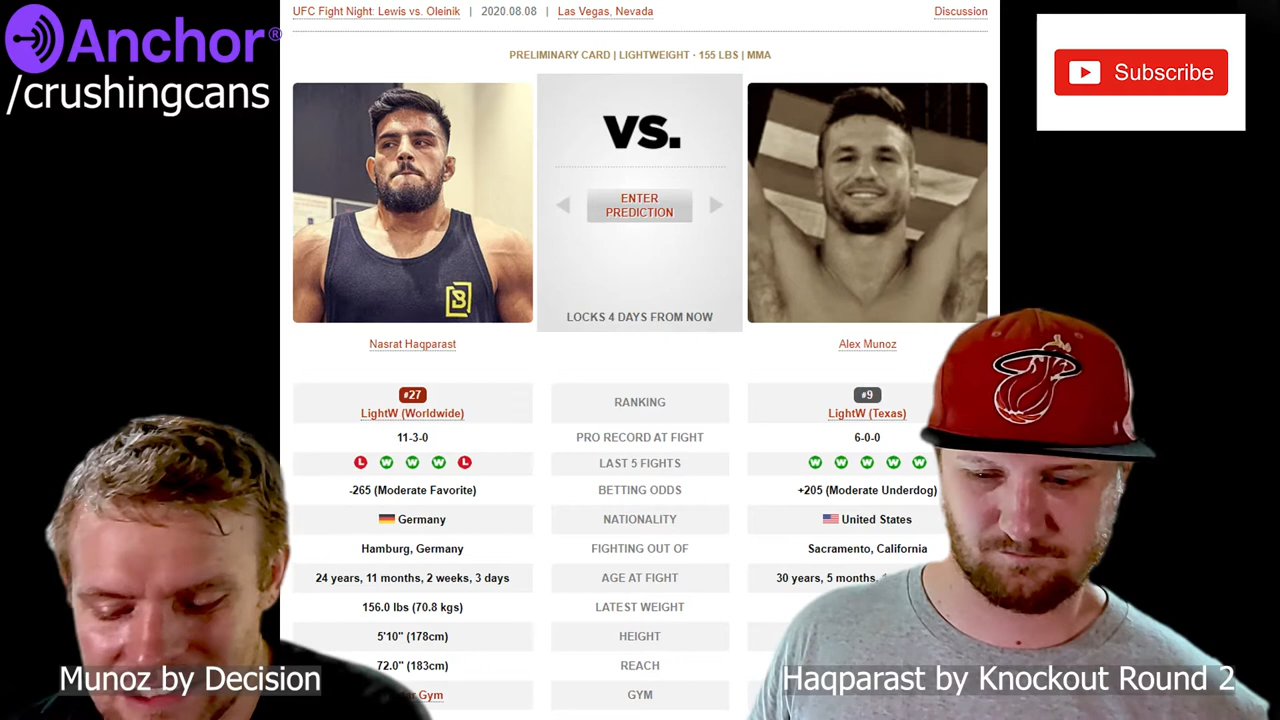 Anchor®
/crushingcans
UFC Fight Night: Lewis vs. Oleinik | 2020.08.08 | Las Vegas, Nevada
Discussion
Subscribe
PRELIMINARY CARD | LIGHTWEIGHT · 155 LBS | MMA
VS.
ENTER
PREDICTION
LOCKS 4 DAYS FROM NOW
B
Nasrat Haqparast
Alex Munoz
#27
LightW (Worldwide)
RANKING
#9
LightW (Texas)
11-3-0
PRO RECORD AT FIGHT
6-0-0
L W W W L
LAST 5 FIGHTS
W W W W W
-265 (Moderate Favorite)
BETTING ODDS
+205 (Moderate Underdog)
Germany
NATIONALITY
United States
Hamburg, Germany
FIGHTING OUT OF
Sacramento, California
24 years, 11 months, 2 weeks, 3 days
AGE AT FIGHT
30 years, 5 months,
156.0 lbs (70.8 kgs)
LATEST WEIGHT
5'10" (178cm)
HEIGHT
72.0" (183cm)
REACH
Gym
GYM
Munoz by Decision
Haqparast by Knockout Round 2